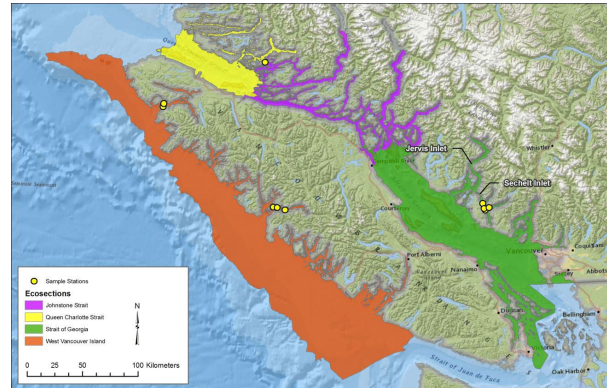 Whistler
Jervis Inlet
Sechelt Inlet
Campbell River
Courtenay
Port Alberni
Vancouver
Island
Nanaimo
Vancouver
Coquitlam
Surrey
Abbots
Duncan
Bellingham
Victoria
Strait of Juan de Fuca
Oak Harbor
Sample Stations
Ecosections
Johnstone Strait
Queen Charlotte Strait
Strait of Georgia
West Vancouver Island
N
0
25
50
100 Kilometers